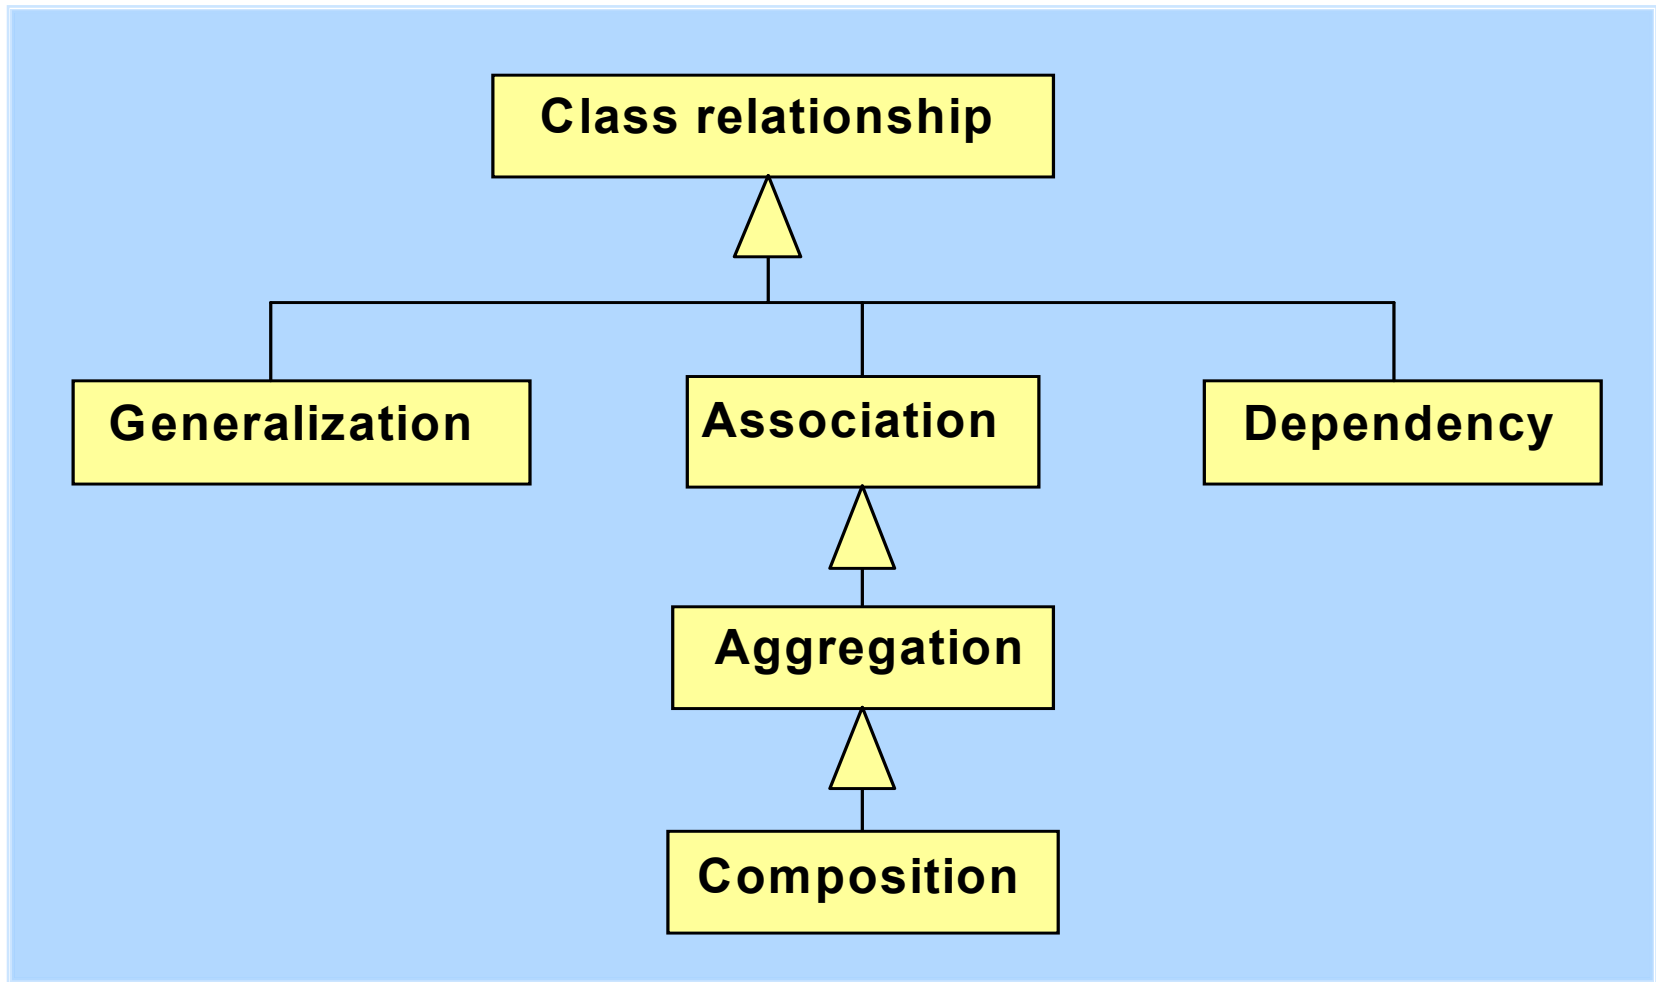 Class relationship
Generalization
Association
Dependency
Aggregation
Composition